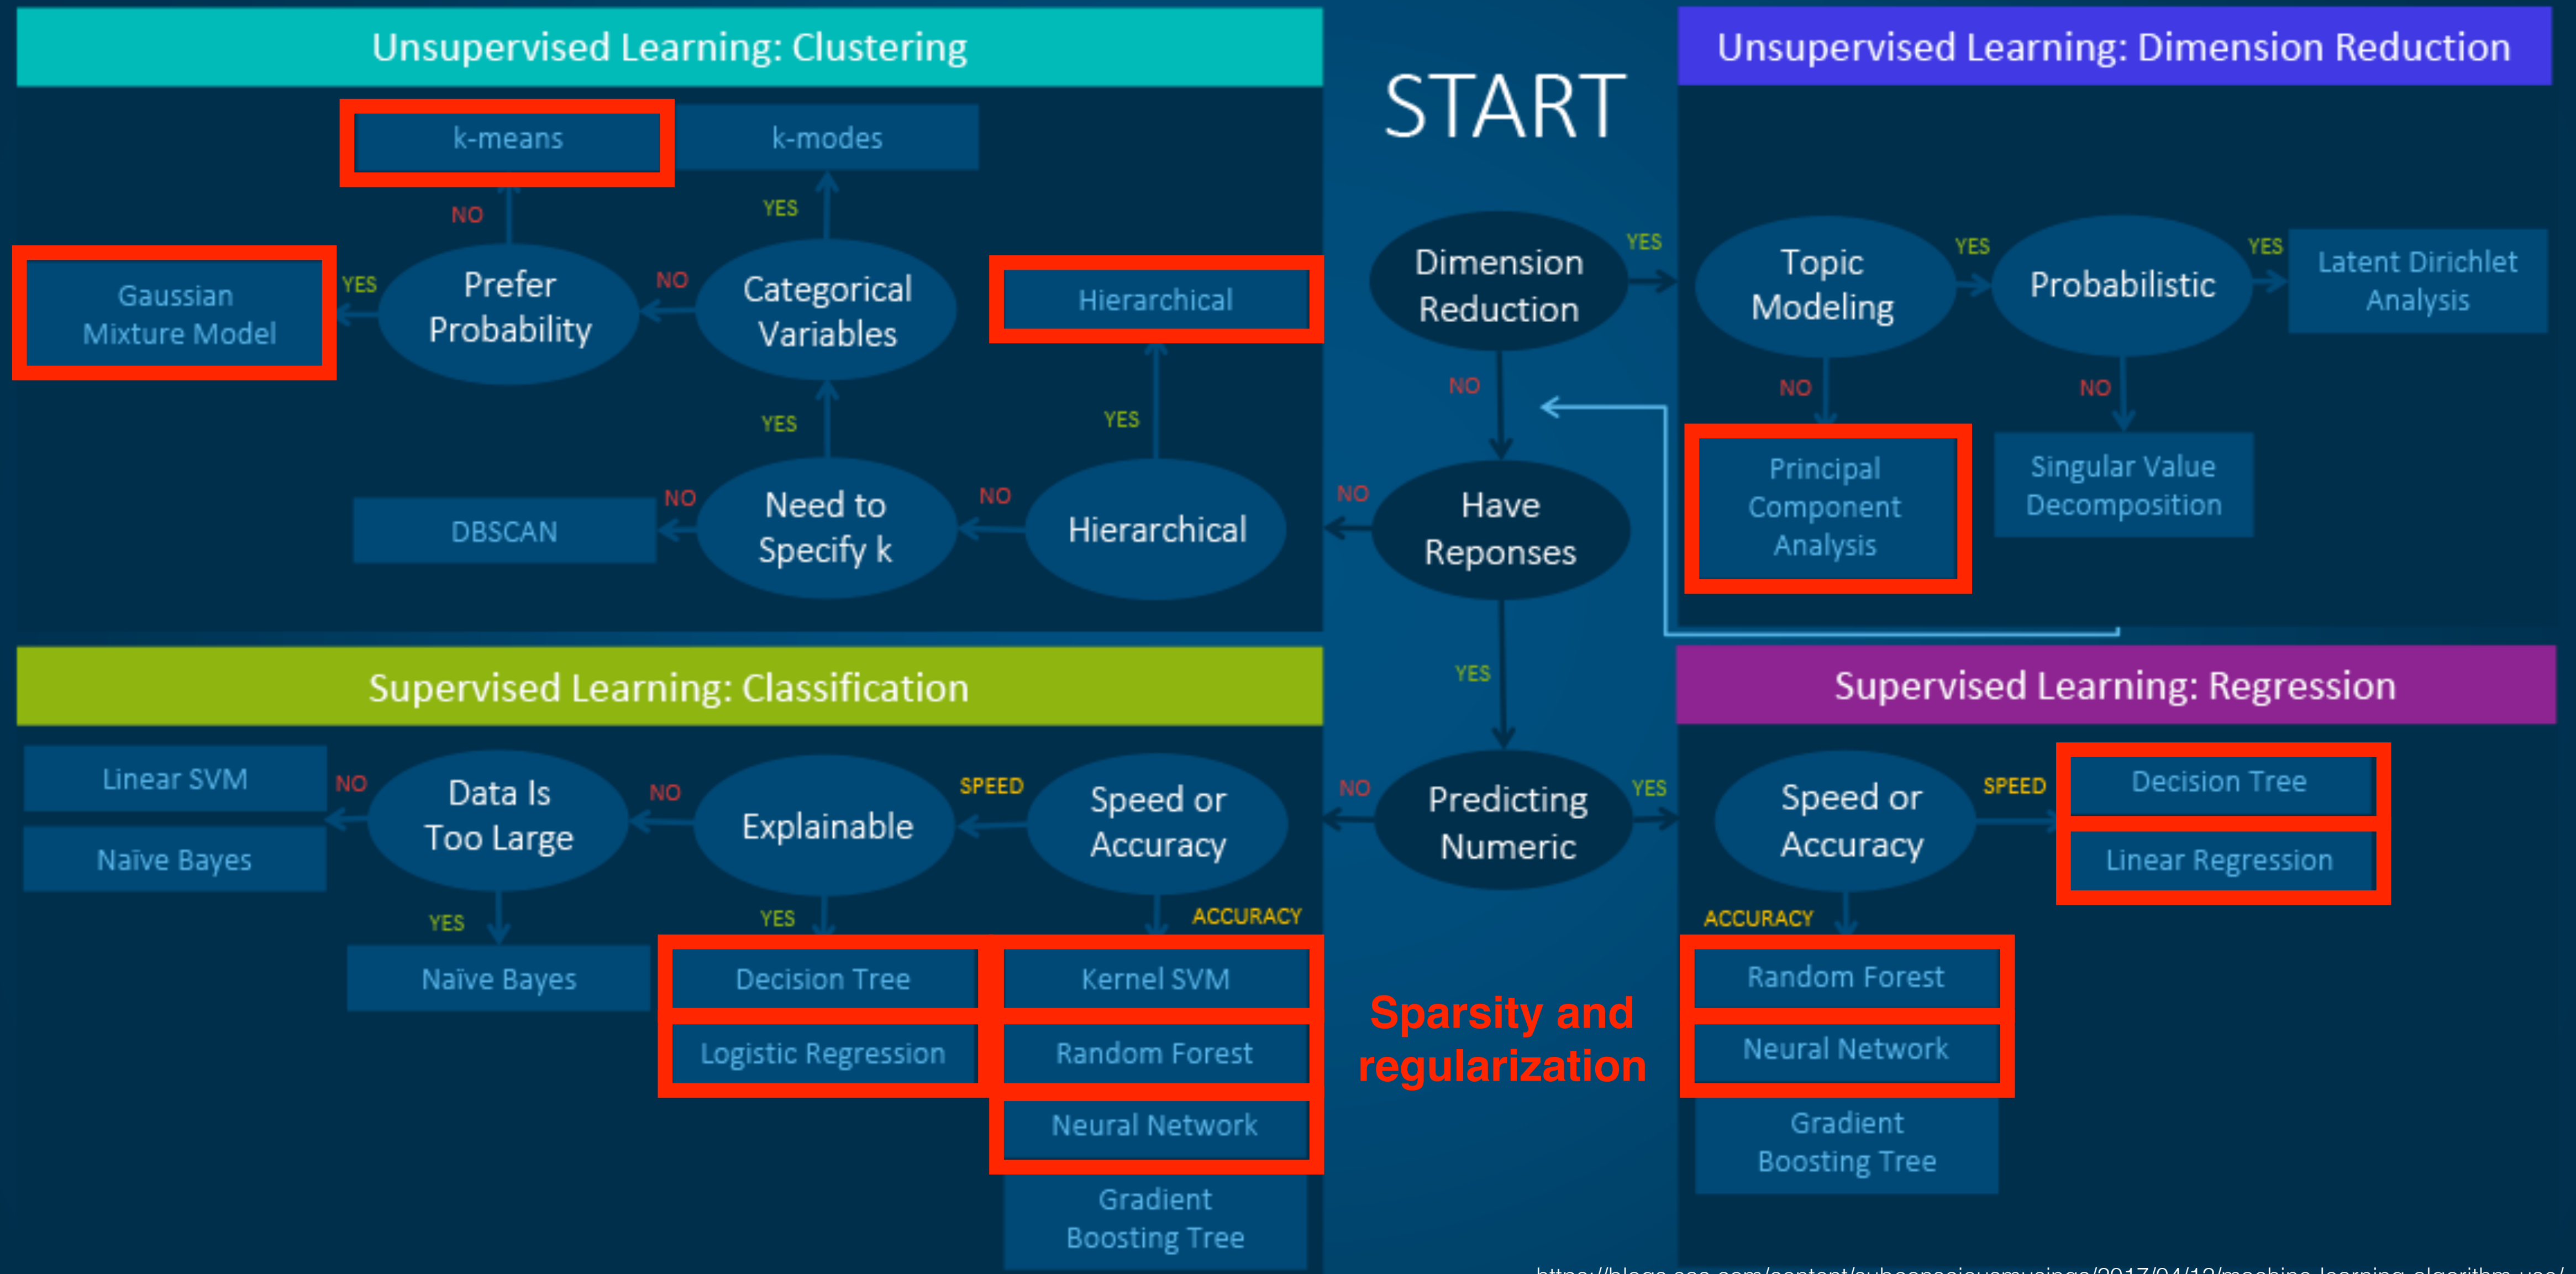 Unsupervised Learning: Clustering
k-means
k-modes
NO
YES
Gaussian
Mixture Model
YES
Prefer
Probability
NO
Categorical
Variables
Hierarchical
YES
YES
DBSCAN
NO
Need to
Specify k
NO
Hierarchical
START
Dimension
Reduction
YES
NO
NO
Have
Reponses
YES
NO
Predicting
Numeric
YES
Sparsity and
regularization
Unsupervised Learning: Dimension Reduction
Topic
Modeling
YES
Probabilistic
YES
Latent Dirichlet
Analysis
NO
NO
Principal
Component
Analysis
Singular Value
Decomposition
Supervised Learning: Classification
Linear SVM
Naïve Bayes
NO
Data Is
Too Large
NO
Explainable
SPEED
Speed or
Accuracy
YES
YES
ACCURACY
Naïve Bayes
Decision Tree
Logistic Regression
Kernel SVM
Random Forest
Neural Network
Gradient
Boosting Tree
Supervised Learning: Regression
Speed or
Accuracy
SPEED
Decision Tree
Linear Regression
ACCURACY
Random Forest
Neural Network
Gradient
Boosting Tree